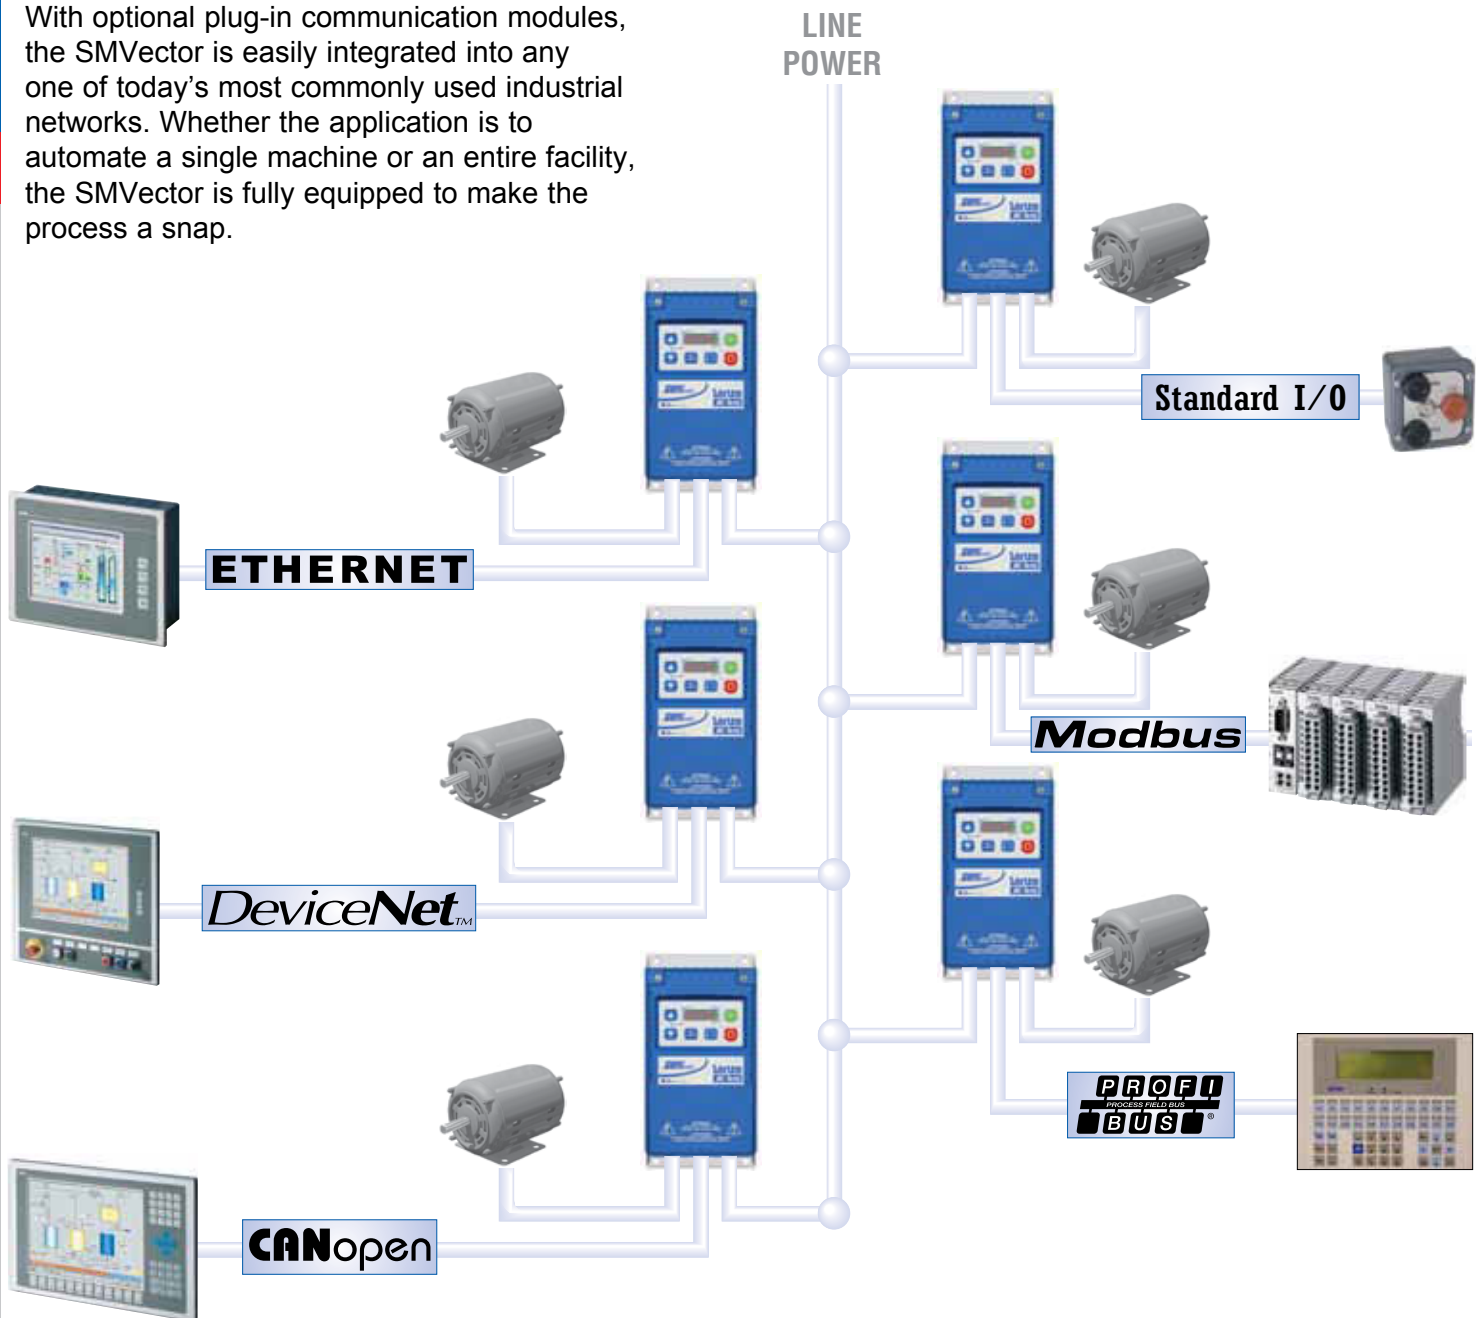 With optional plug-in communication modules,
the SMVector is easily integrated into any
one of today's most commonly used industrial
networks. Whether the application is to
automate a single machine or an entire facility,
the SMVector is fully equipped to make the
process a snap.
LINE
POWER
Standard I/O
ETHERNET
Modbus
DeviceNet™
PROFI
PROCESS FIELD BUS
BUS®
CANopen